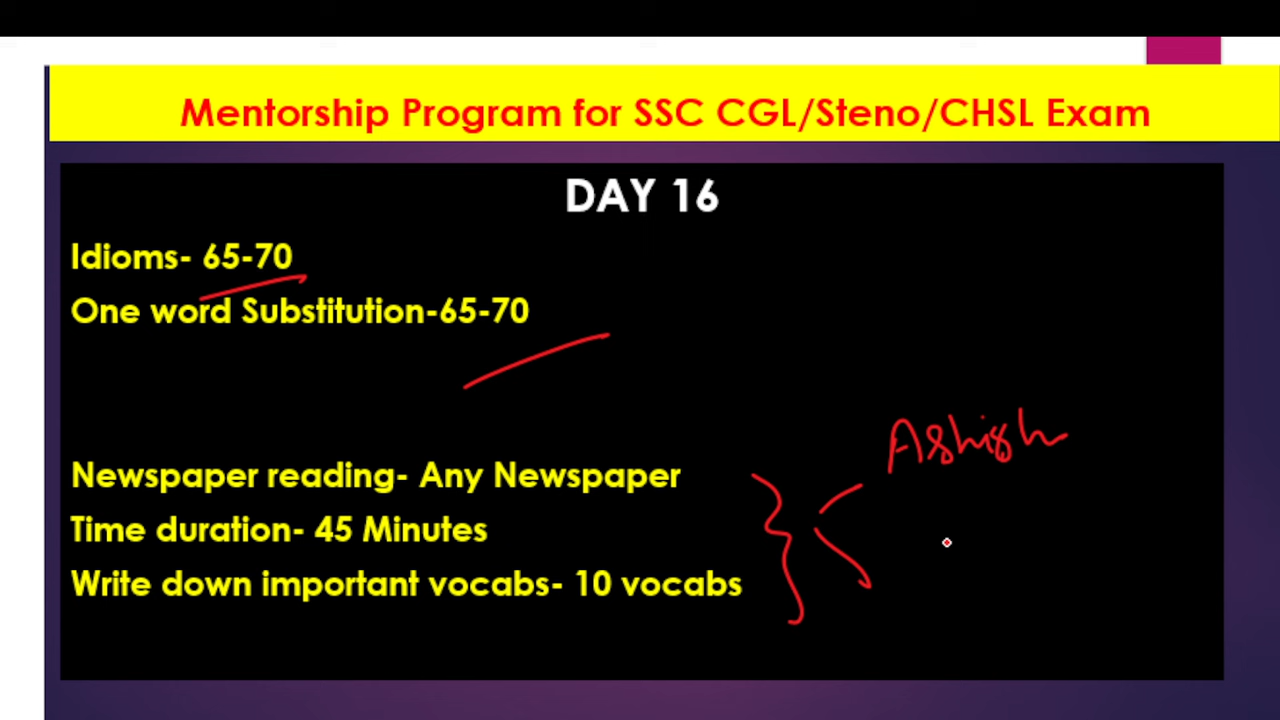 Mentorship Program for SSC CGL/Steno/CHSL Exam
DAY 16
Idioms- 65-70
One word Substitution-65-70
Ashish
Newspaper reading- Any Newspaper
Time duration- 45 Minutes
Write down important vocabs- 10 vocabs